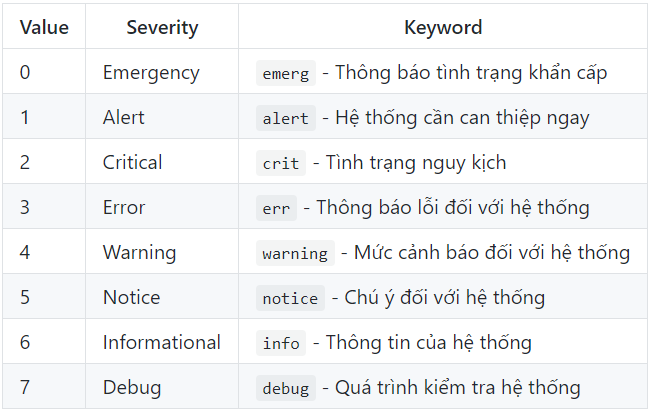 Value Severity Keyword
0 Emergency emerg - Thông báo tình trạng khẩn cấp
1 Alert alert - Hệ thống cần can thiệp ngay
2 Critical crit - Tình trạng nguy kịch
3 Error err - Thông báo lỗi đối với hệ thống
4 Warning warning - Mức cảnh báo đối với hệ thống
5 Notice notice - Chú ý đối với hệ thống
6 Informational info - Thông tin của hệ thống
7 Debug debug - Quá trình kiểm tra hệ thống